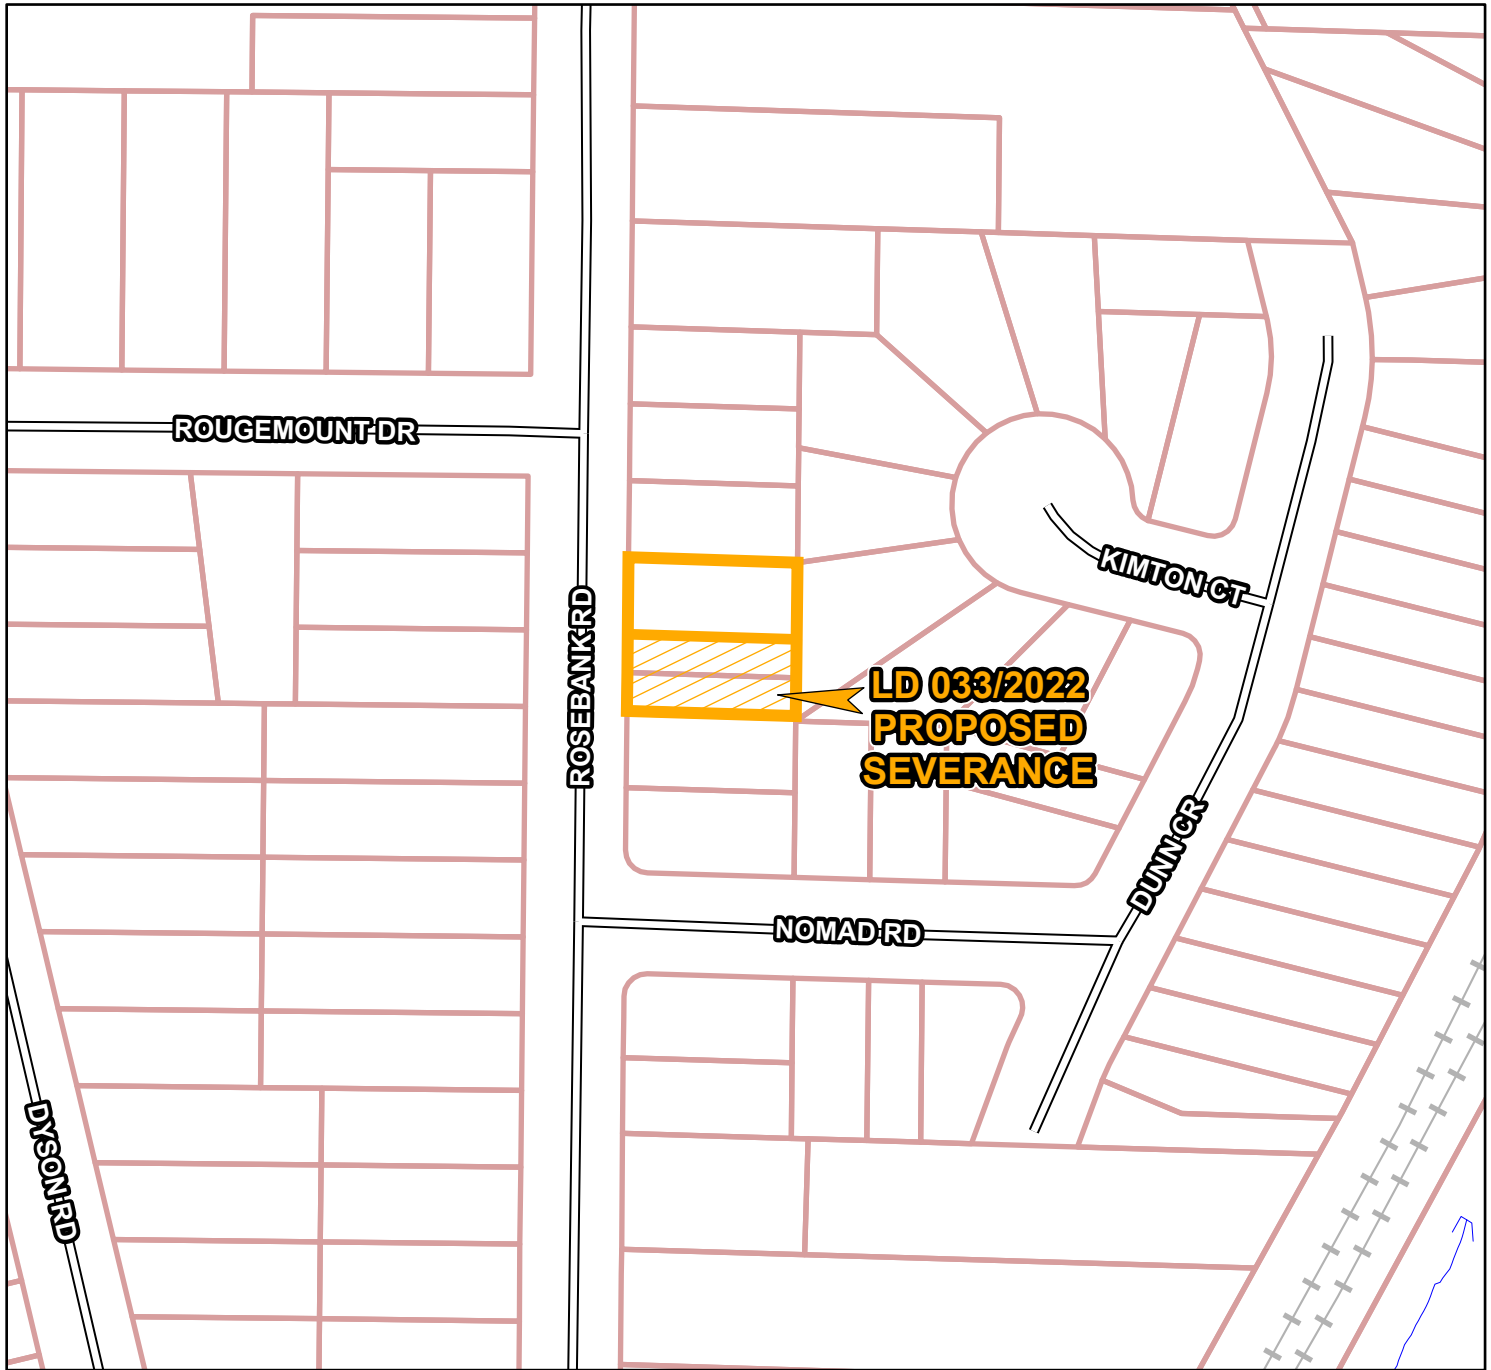 ROUGEMOUNT DR
KIMTON CT
ROSEBANK RD
LD 033/2022
PROPOSED
SEVERANCE
DUNN CR
NOMAD RD
DYSON RD